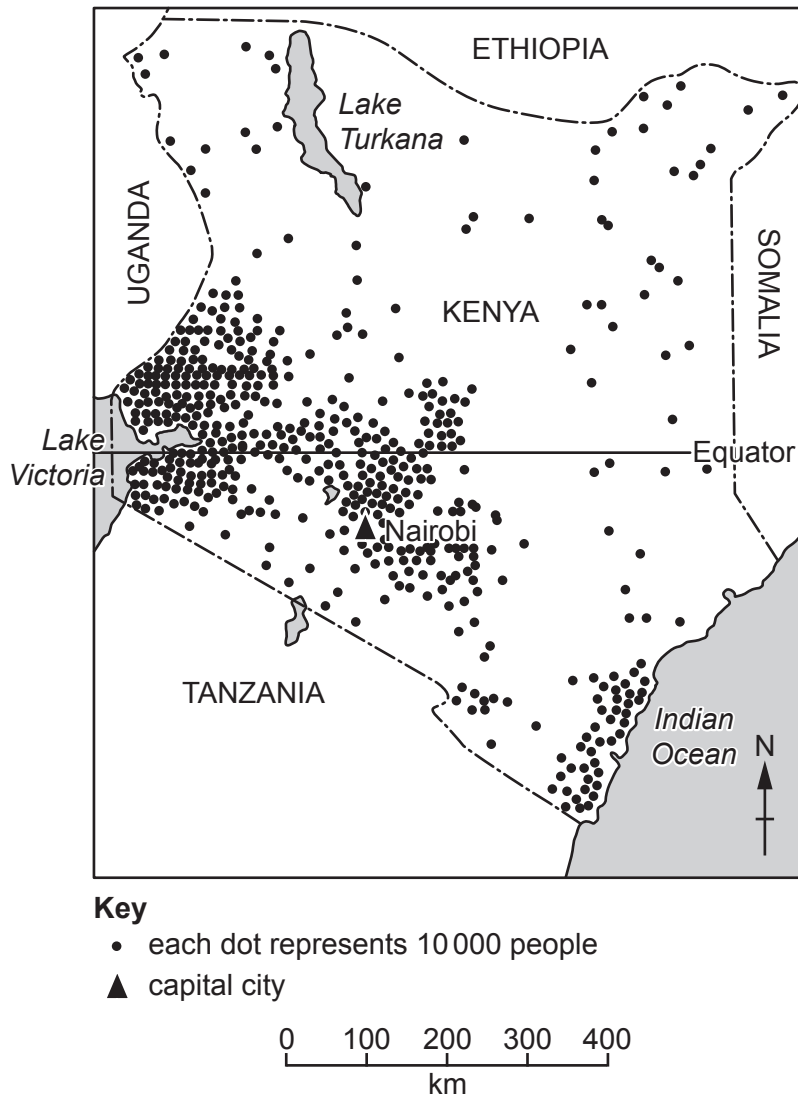 ETHIOPIA
Lake
Turkana
UGANDA
SOMALIA
KENYA
Lake
Victoria
Equator
Nairobi
TANZANIA
Indian
Ocean
N
Key
each dot represents 10 000 people
capital city
0 100 200 300 400
km